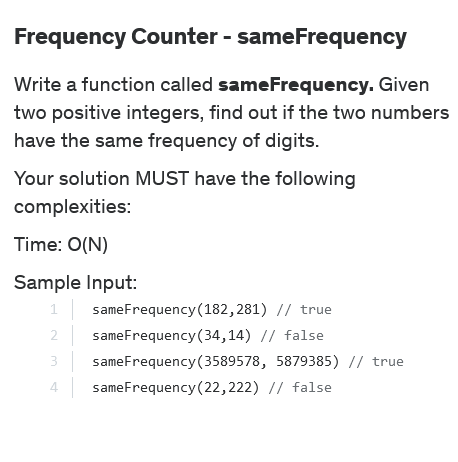 Frequency Counter - sameFrequency
Write a function called sameFrequency. Given
two positive integers, find out if the two numbers
have the same frequency of digits.
Your solution MUST have the following
complexities:
Time: O(N)
Sample Input:
1 sameFrequency(182,281) // true
2 sameFrequency(34,14) // false
3 sameFrequency(3589578, 5879385) // true
4 sameFrequency(22,222) // false